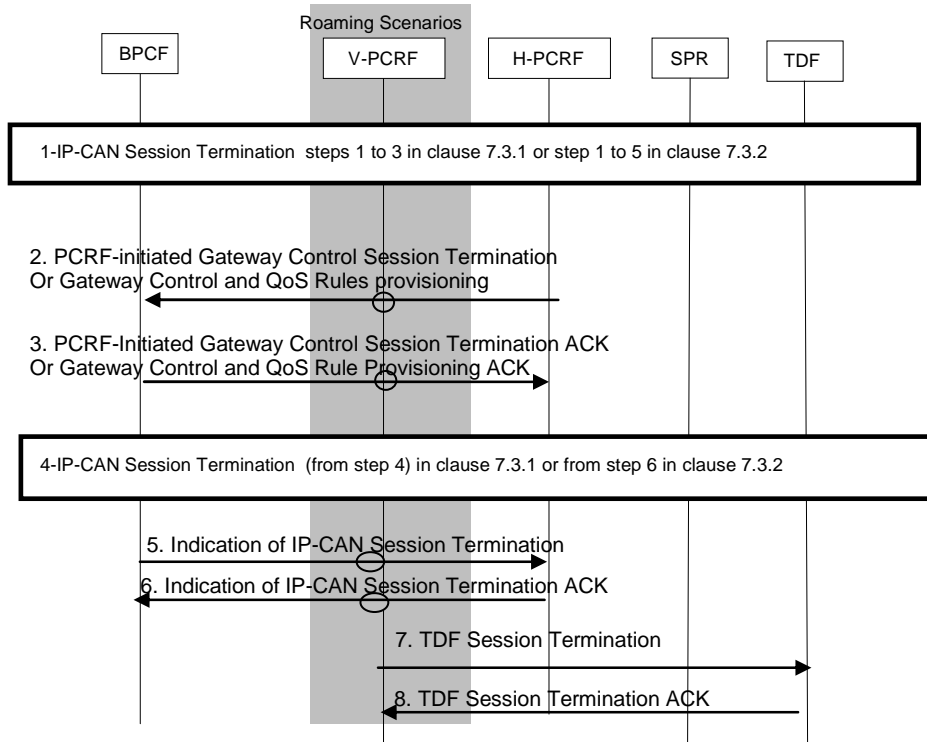 Roaming Scenarios
BPCF
V-PCRF
H-PCRF
SPR
TDF
1-IP-CAN Session Termination steps 1 to 3 in clause 7.3.1 or step 1 to 5 in clause 7.3.2
2. PCRF-initiated Gateway Control Session Termination
Or Gateway Control and QoS Rules provisioning
3. PCRF-Initiated Gateway Control Session Termination ACK
Or Gateway Control and QoS Rule Provisioning ACK
4-IP-CAN Session Termination (from step 4) in clause 7.3.1 or from step 6 in clause 7.3.2
5. Indication of IP-CAN Session Termination
6. Indication of IP-CAN Session Termination ACK
7. TDF Session Termination
8. TDF Session Termination ACK